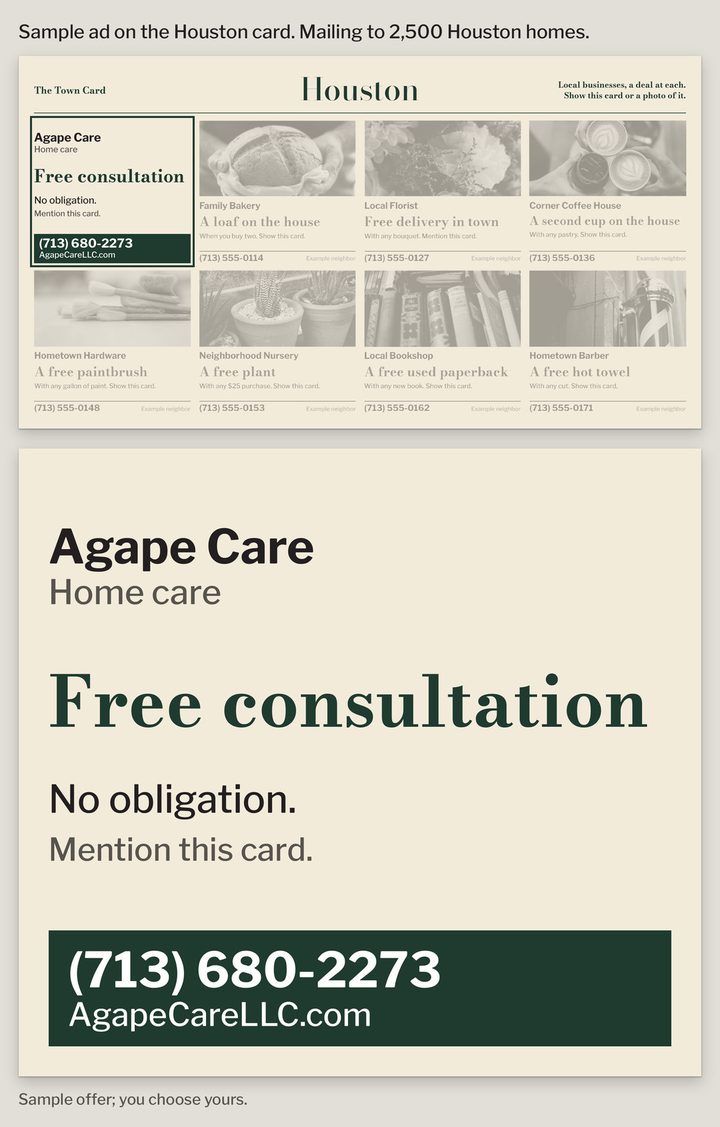 Sample ad on the Houston card. Mailing to 2,500 Houston homes.
The Town Card
Houston
Local businesses, a deal at each.
Show this card or a photo of it.
Agape Care
Home care
Free consultation
No obligation.
Mention this card.
(713) 680-2273
AgapeCareLLC.com
Family Bakery
A loaf on the house
When you buy two. Show this card.
(713) 555-0114
Example neighbor
Local Florist
Free delivery in town
With any bouquet. Mention this card.
(713) 555-0127
Example neighbor
Corner Coffee House
A second cup on the house
With any pastry. Show this card.
(713) 555-0136
Example neighbor
Hometown Hardware
A free paintbrush
With any gallon of paint. Show this card.
(713) 555-0148
Example neighbor
Neighborhood Nursery
A free plant
With any $25 purchase. Show this card.
(713) 555-0153
Example neighbor
Local Bookshop
A free used paperback
With any new book. Show this card.
(713) 555-0162
Example neighbor
Hometown Barber
A free hot towel
With any cut. Show this card.
(713) 555-0171
Example neighbor
Agape Care
Home care
Free consultation
No obligation.
Mention this card.
(713) 680-2273
AgapeCareLLC.com
Sample offer; you choose yours.